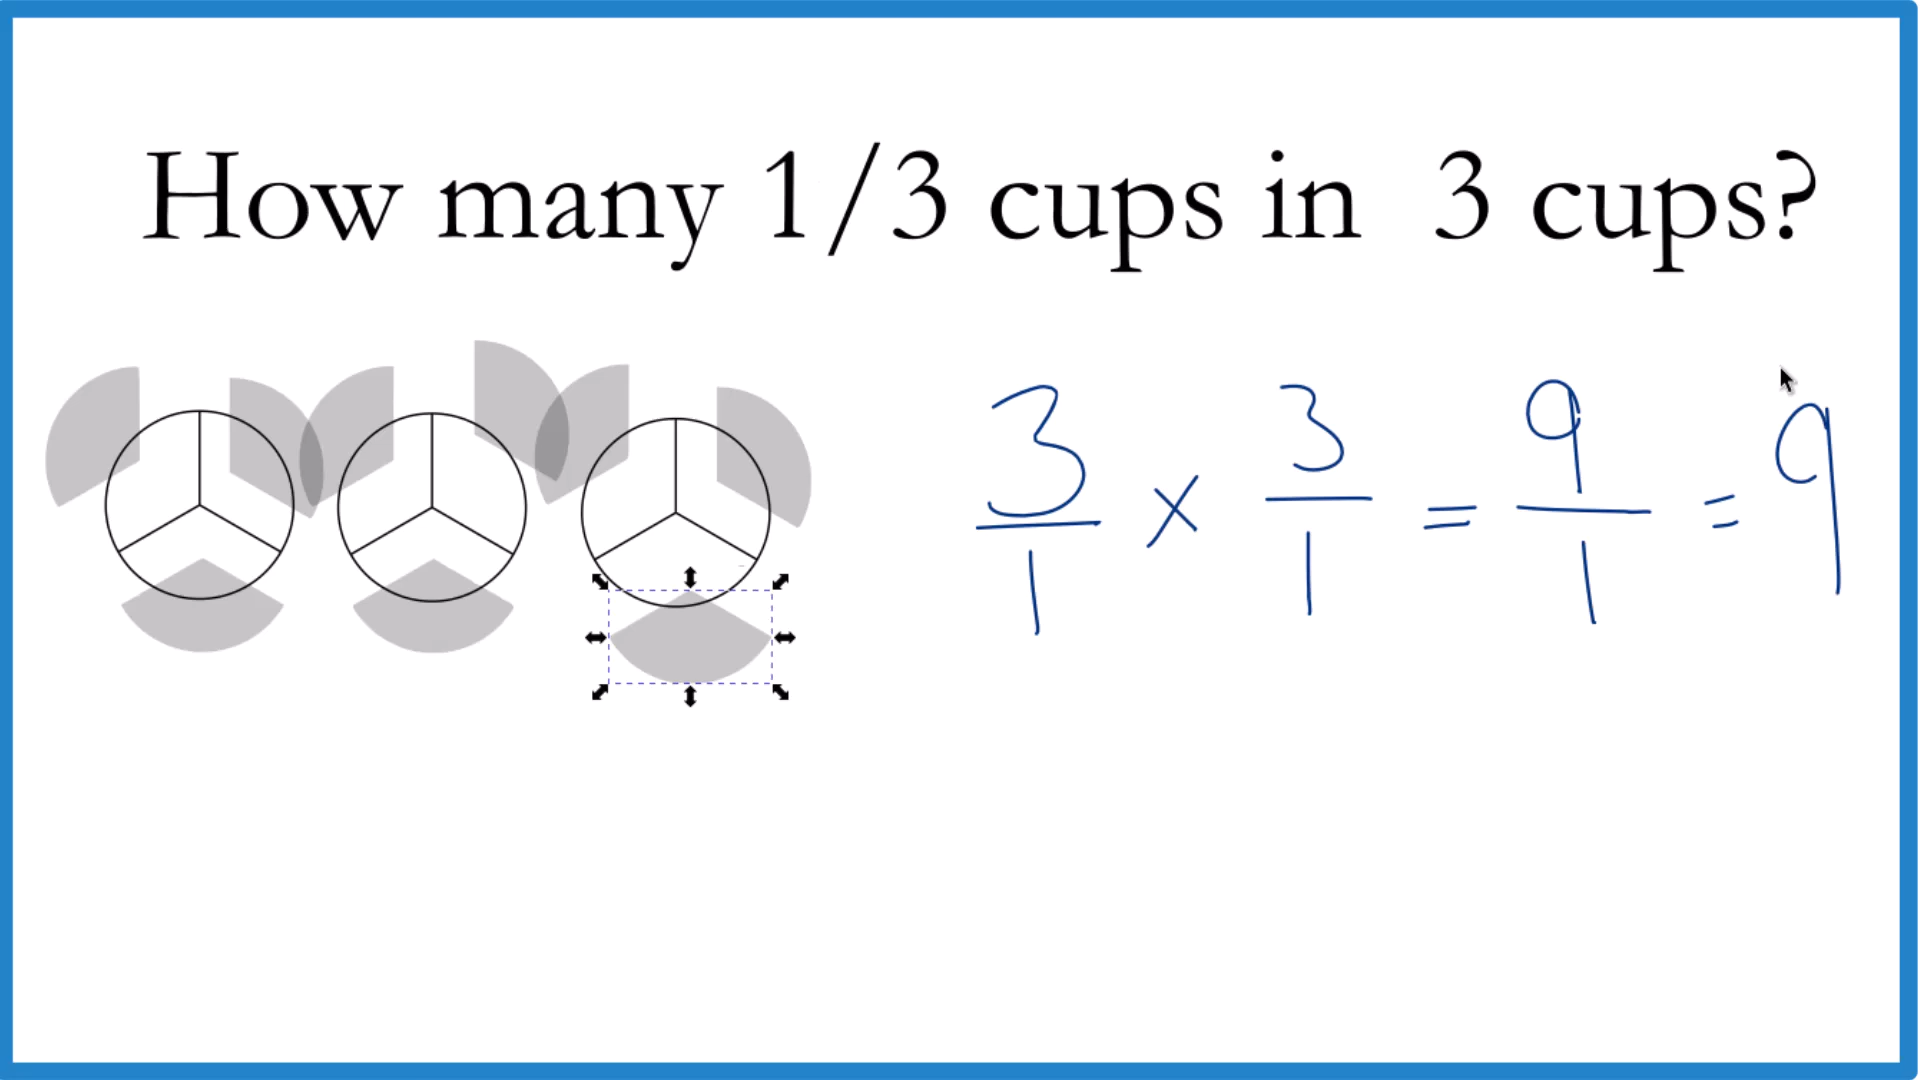 How many 1/3 cups in 3 cups?
3/1 × 3/1 = 9/1 = 9